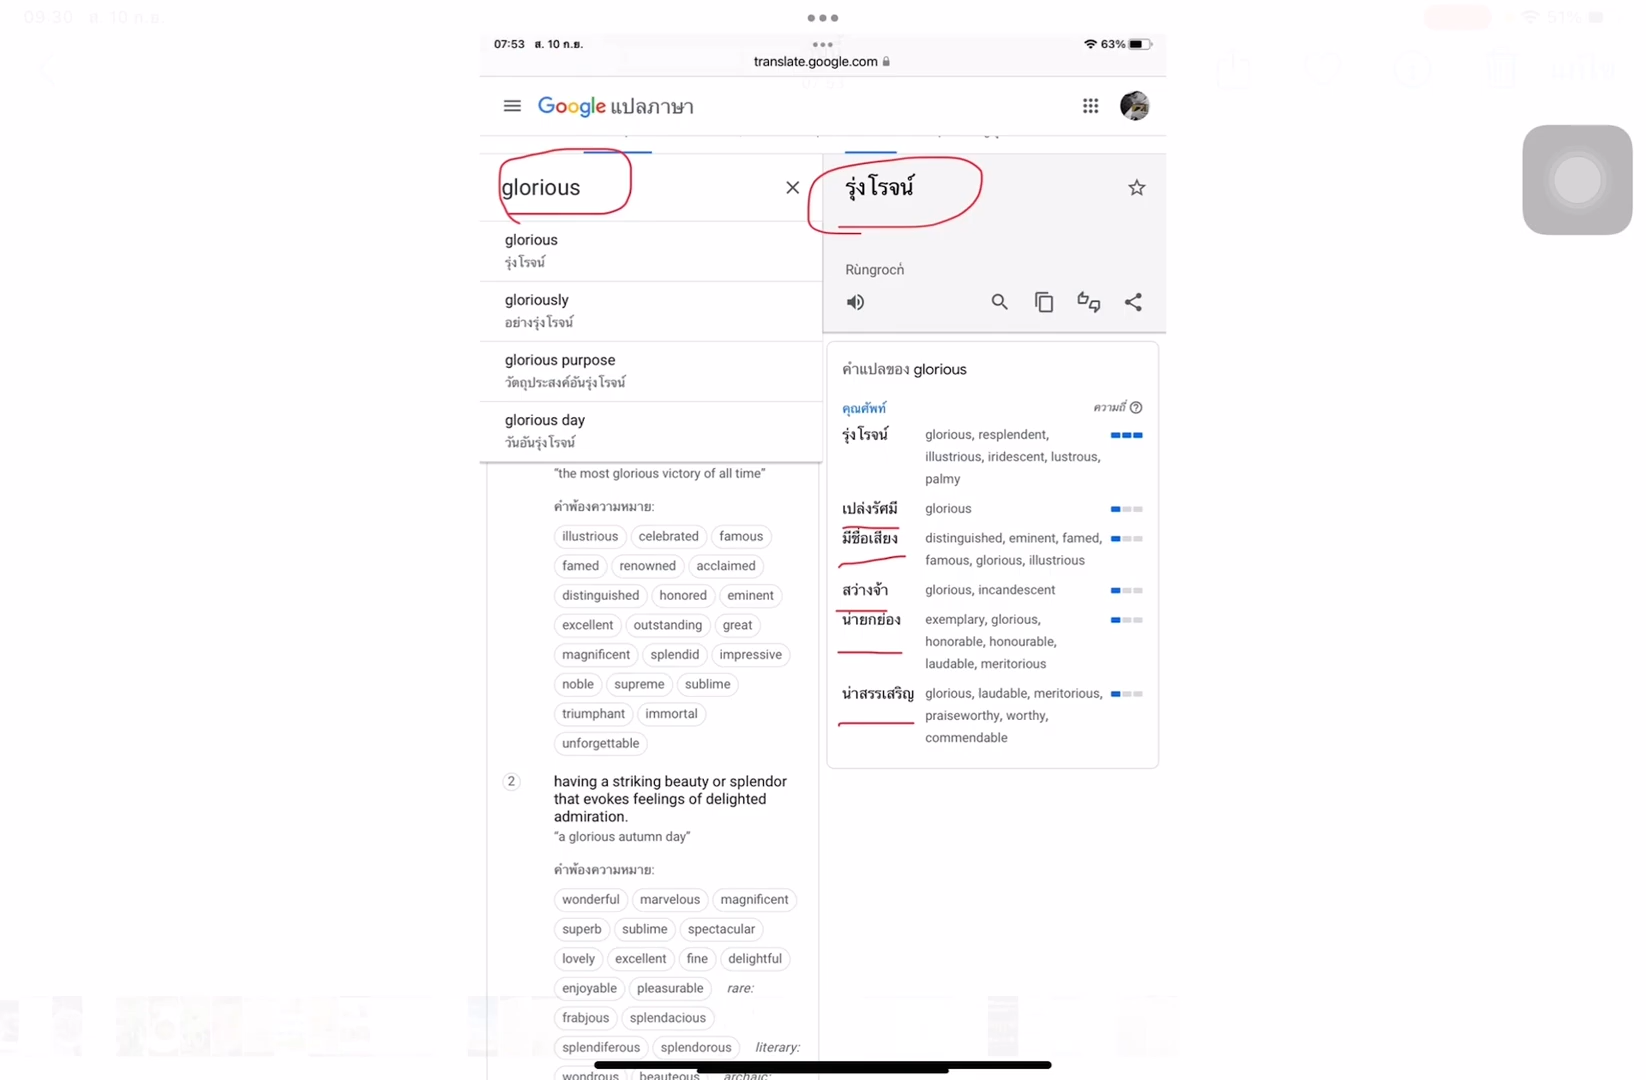 09:30 ส. 10 ก.ย.
51%
07:53 ส. 10 ก.ย.
63%
translate.google.com
Google แปลภาษา
glorious
glorious
รุ่งโรจน์
gloriously
อย่างรุ่งโรจน์
glorious purpose
วัตถุประสงค์อันรุ่งโรจน์
glorious day
วันอันรุ่งโรจน์
"the most glorious victory of all time"
คำพ้องความหมาย:
illustrious celebrated famous
famed renowned acclaimed
distinguished honored eminent
excellent outstanding great
magnificent splendid impressive
noble supreme sublime
triumphant immortal
unforgettable
2 having a striking beauty or splendor
that evokes feelings of delighted
admiration.
"a glorious autumn day"
คำพ้องความหมาย:
wonderful marvelous magnificent
superb sublime spectacular
lovely excellent fine delightful
enjoyable pleasurable rare:
frabjous splendacious
splendiferous splendorous literary:
wondrous beauteous archaic:
รุ่งโรจน์
Rùngrocń
คำแปลของ glorious
คุณศัพท์ ความถี่
รุ่งโรจน์ glorious, resplendent,
illustrious, iridescent, lustrous,
palmy
เปล่งรัศมี glorious
มีชื่อเสียง distinguished, eminent, famed,
famous, glorious, illustrious
สว่างจ้า glorious, incandescent
น่ายกย่อง exemplary, glorious,
honorable, honourable,
laudable, meritorious
น่าสรรเสริญ glorious, laudable, meritorious,
praiseworthy, worthy,
commendable